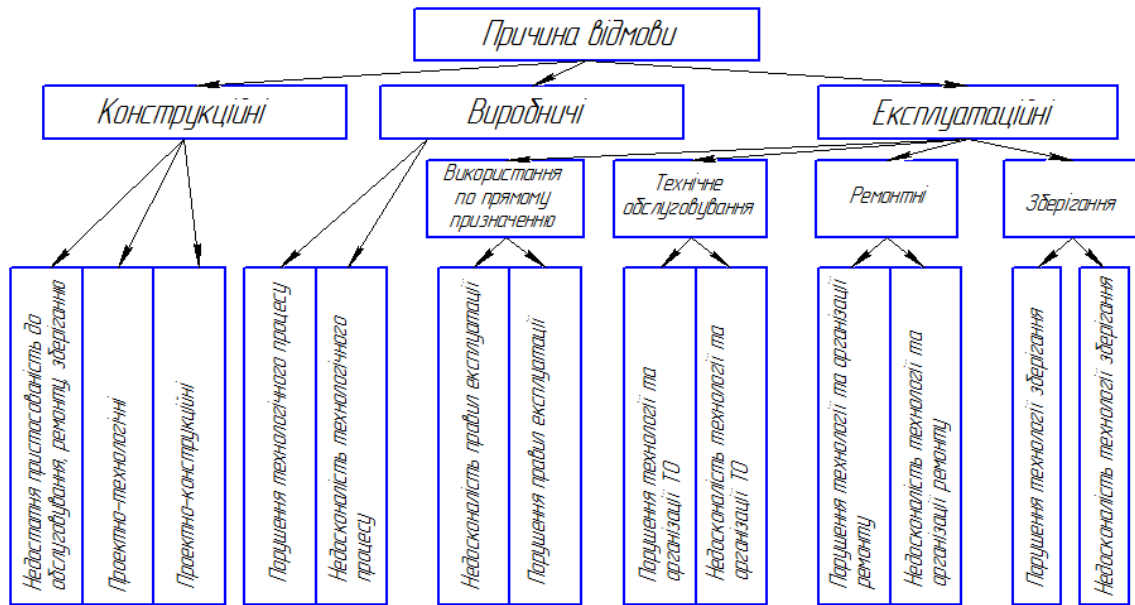 Причина відмови
Конструкційні
Виробничі
Експлуатаційні
Використання
по прямому
призначенню
Технічне
обслуговування
Ремонтні
Зберігання
Недостатня пристасованість до
обслуговування, ремонту, зберіганню
Проектно-технологічні
Проектно-конструкційні
Порушення технологічного процесу
Недосконалість технологічного
процесу
Недосконалість правил експлуатації
Порушення правил експлуатації
Порушення технології та
організації ТО
Недосконалість технології та
організації ТО
Порушення технології та організації
ремонту
Недосконалість технології та
організації ремонту
Порушення технології зберігання
Недосконалість технології зберігання